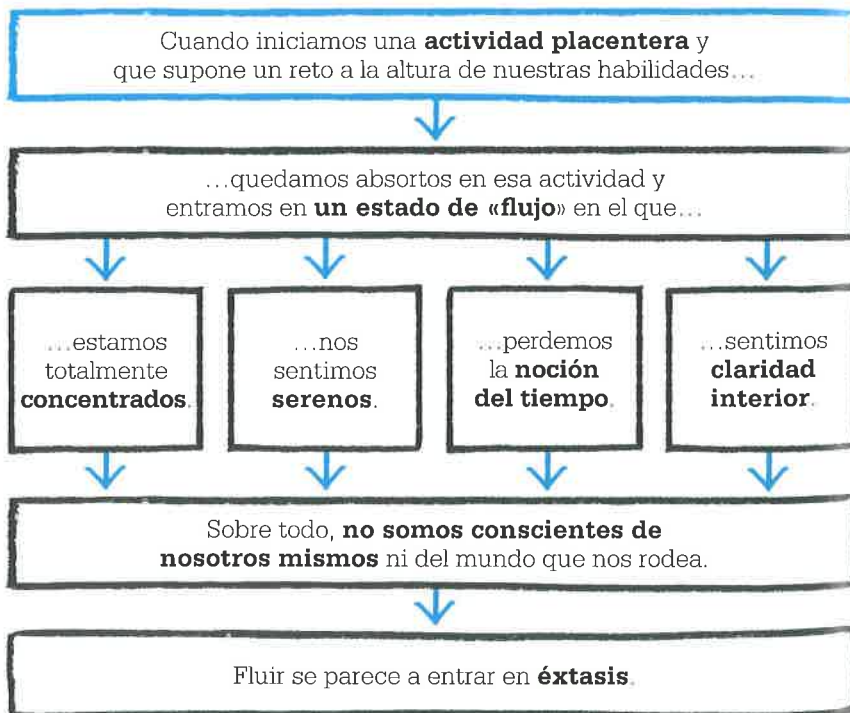 Cuando iniciamos una actividad placentera y
que supone un reto a la altura de nuestras habilidades...
...quedamos absortos en esa actividad y
entramos en un estado de «flujo» en el que...
...estamos
totalmente
concentrados.
...nos
sentimos
serenos.
...perdemos
la noción
del tiempo.
...sentimos
claridad
interior.
Sobre todo, no somos conscientes de
nosotros mismos ni del mundo que nos rodea.
Fluir se parece a entrar en éxtasis.